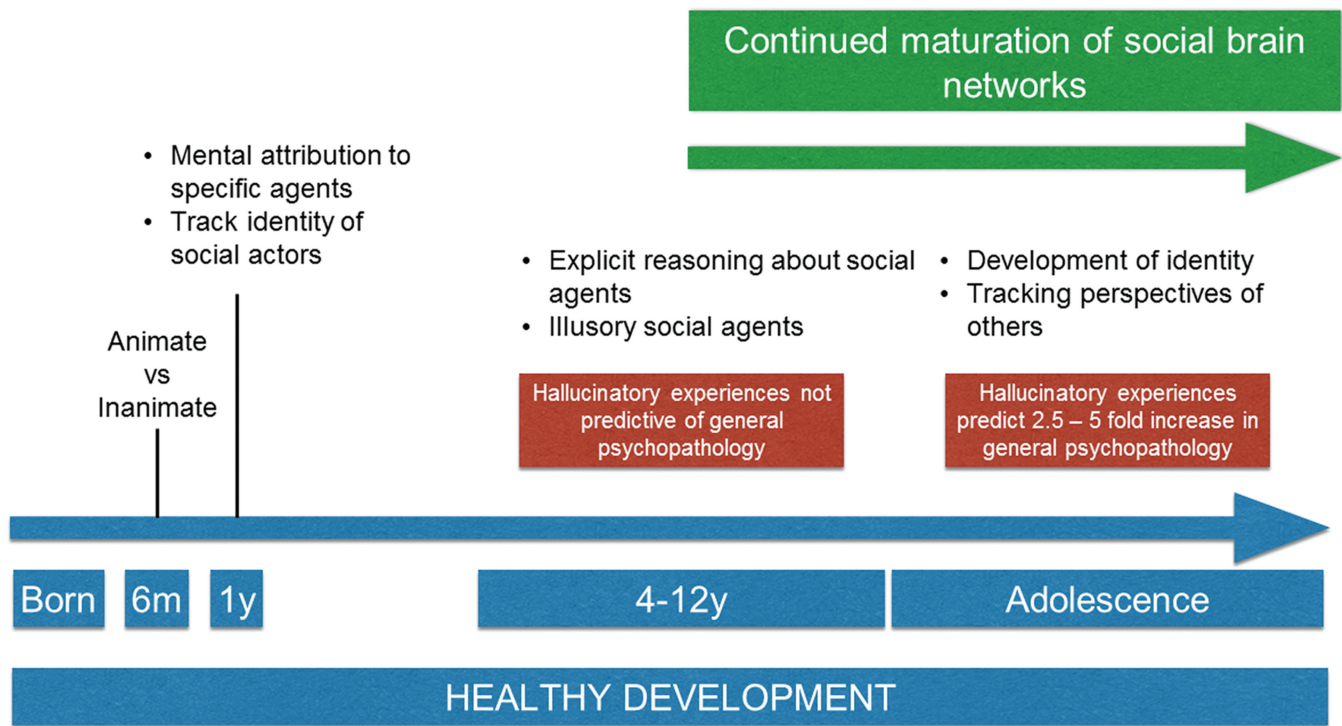 Continued maturation of social brain
networks
• Mental attribution to
specific agents
• Track identity of
social actors
Animate
vs
Inanimate
• Explicit reasoning about social
agents
• Illusory social agents
• Development of identity
• Tracking perspectives of
others
Hallucinatory experiences not
predictive of general
psychopathology
Hallucinatory experiences
predict 2.5 – 5 fold increase in
general psychopathology
Born
6m
1y
4-12y
Adolescence
HEALTHY DEVELOPMENT